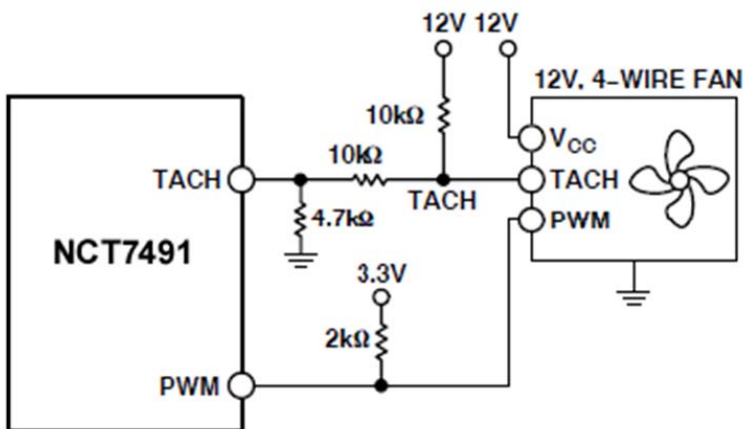 12V 12V
12V, 4-WIRE FAN
10kΩ
VCC
10kΩ
TACH
TACH
TACH
4.7kΩ
PWM
NCT7491
3.3V
2kΩ
PWM